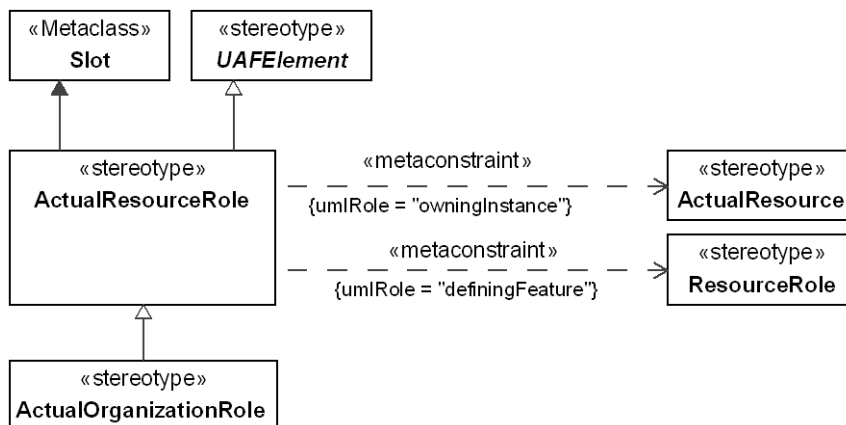 «Metaclass»
Slot
«stereotype»
UAFElement
«stereotype»
ActualResourceRole
«metaconstraint»
{umlRole = "owningInstance"}
«stereotype»
ActualResource
«metaconstraint»
{umlRole = "definingFeature"}
«stereotype»
ResourceRole
«stereotype»
ActualOrganizationRole